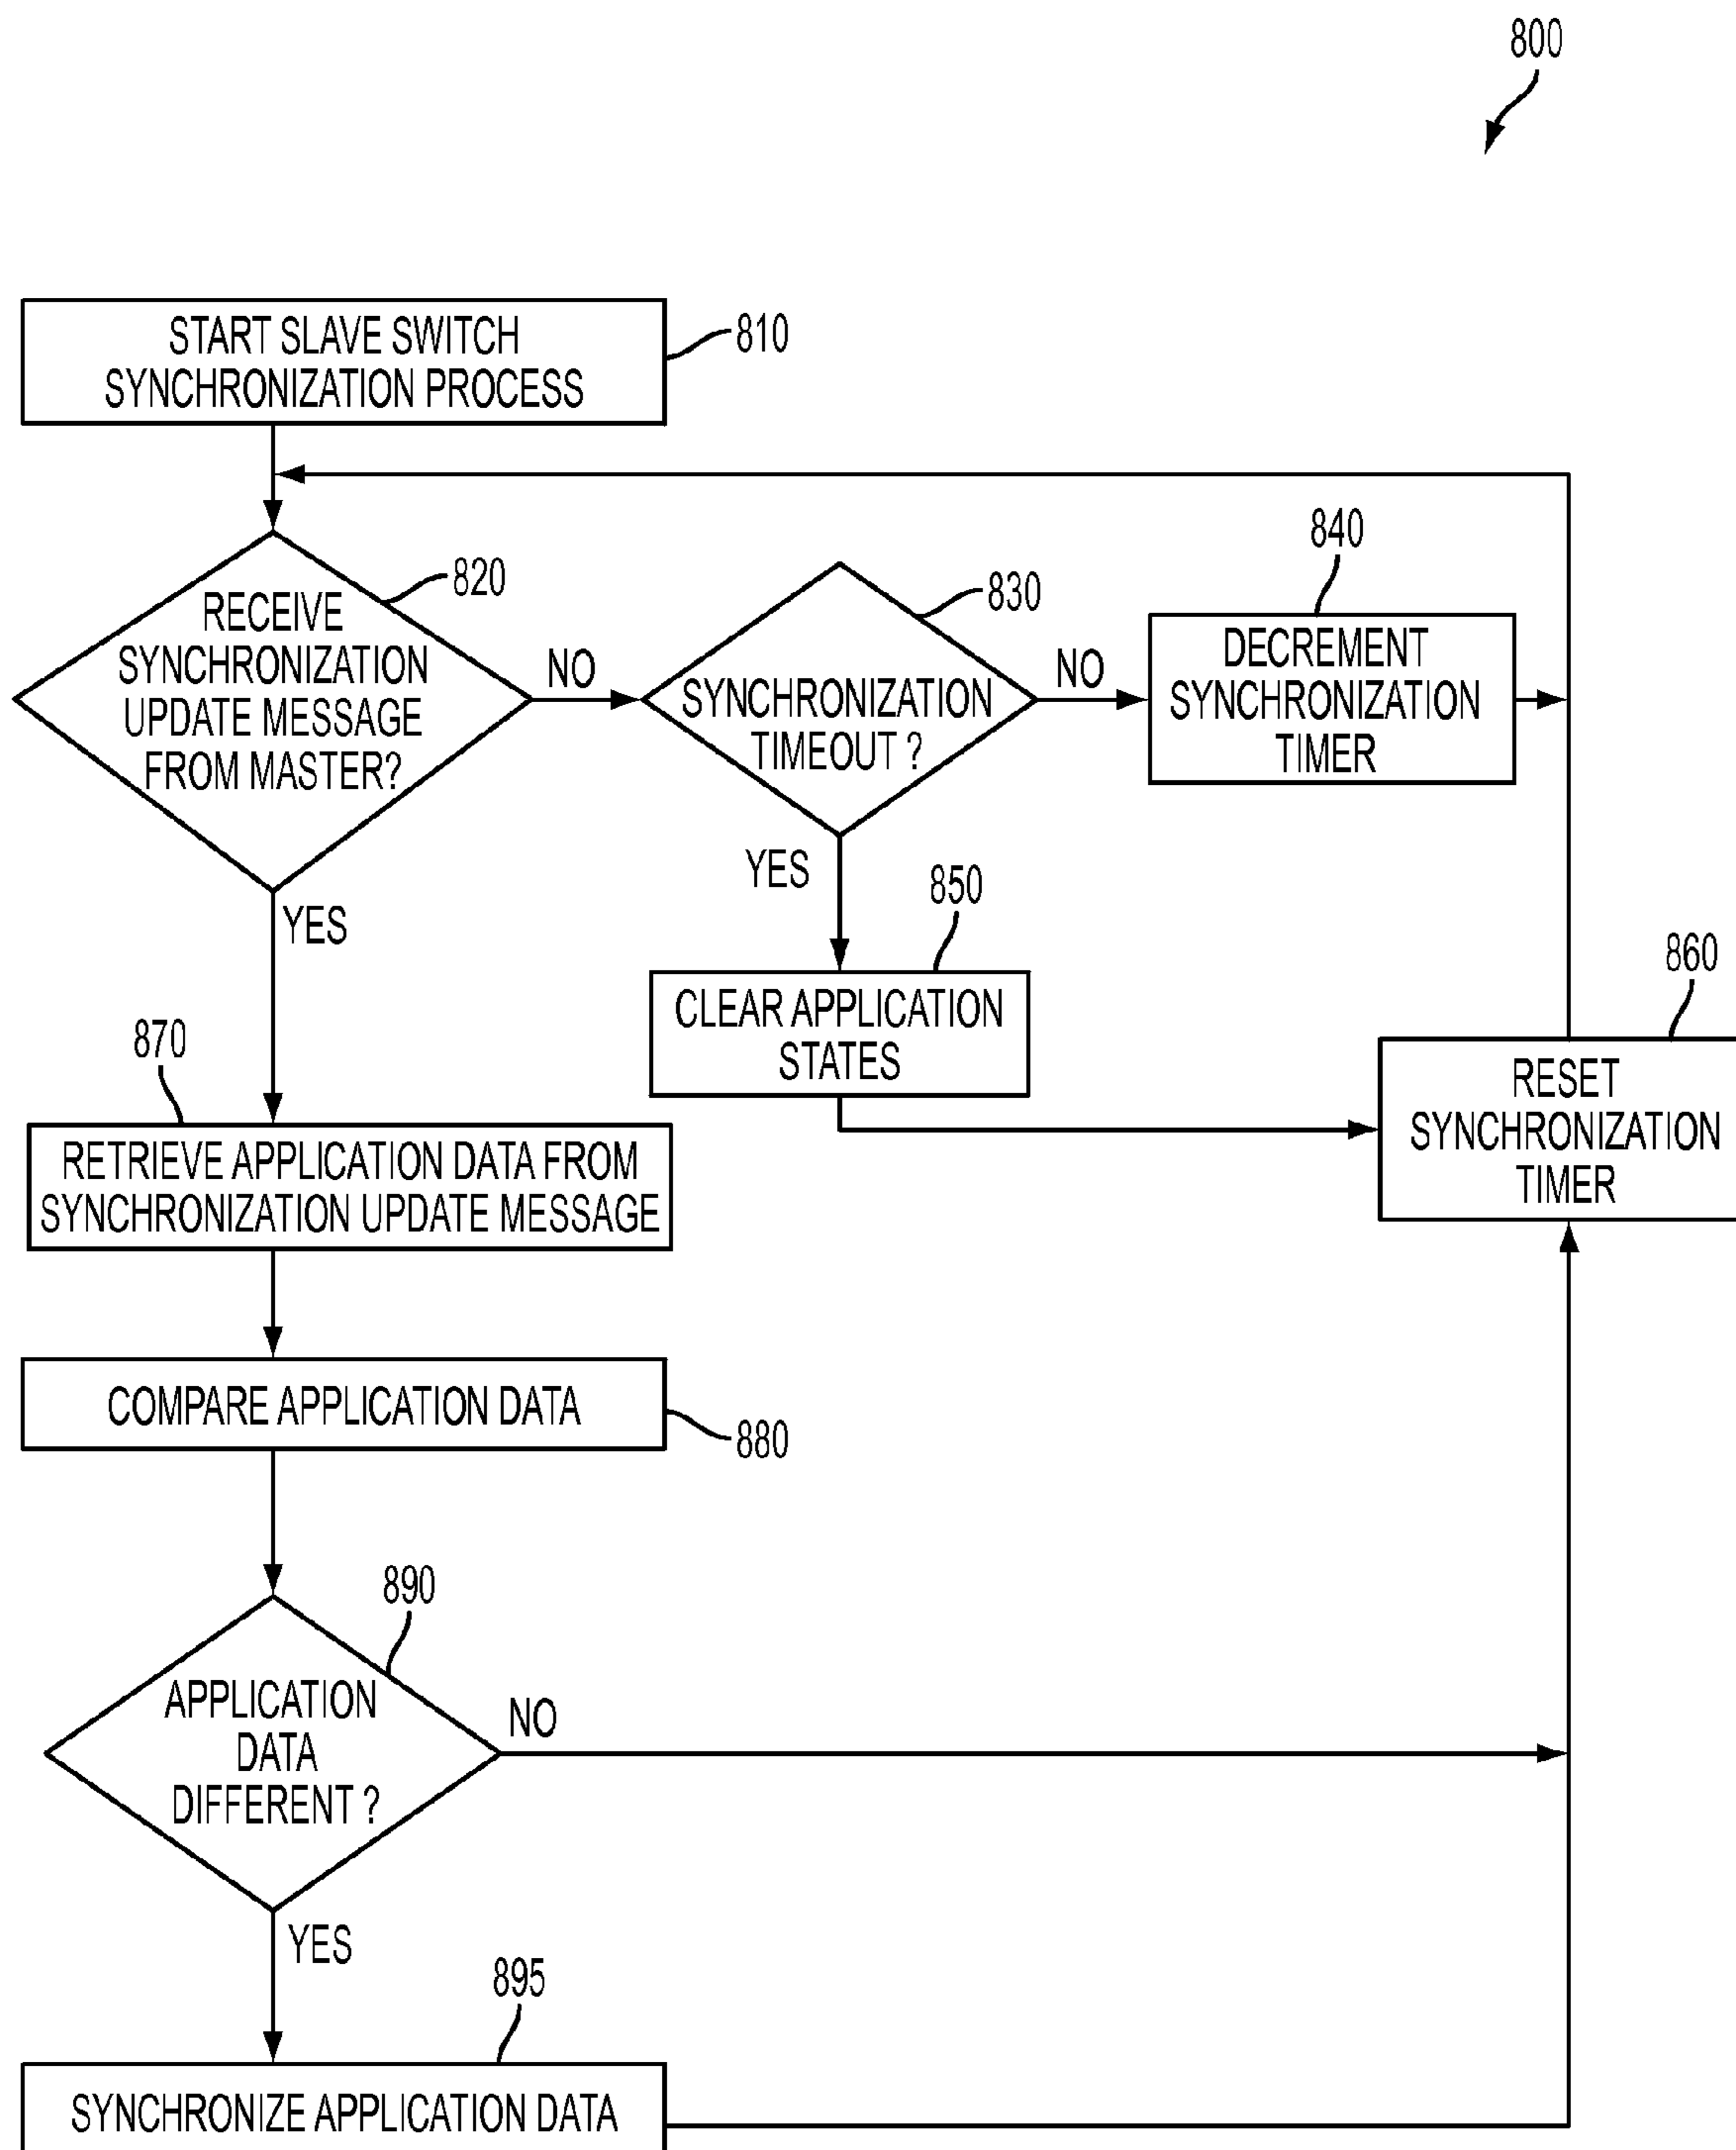 800
START SLAVE SWITCH
SYNCHRONIZATION PROCESS
810
RECEIVE
SYNCHRONIZATION
UPDATE MESSAGE
FROM MASTER?
820
NO
YES
SYNCHRONIZATION
TIMEOUT ?
830
NO
YES
840
DECREMENT
SYNCHRONIZATION
TIMER
850
CLEAR APPLICATION
STATES
860
RESET
SYNCHRONIZATION
TIMER
870
RETRIEVE APPLICATION DATA FROM
SYNCHRONIZATION UPDATE MESSAGE
COMPARE APPLICATION DATA
880
890
APPLICATION
DATA
DIFFERENT ?
NO
YES
895
SYNCHRONIZE APPLICATION DATA